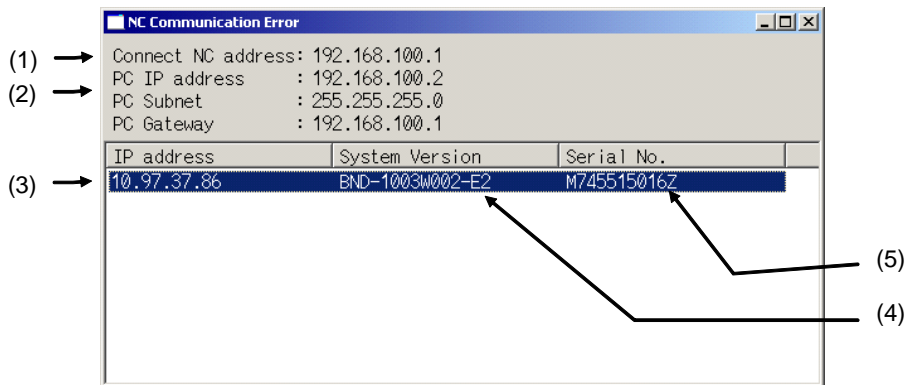 NC Communication Error
(1)
Connect NC address: 192.168.100.1
PC IP address : 192.168.100.2
(2)
PC Subnet : 255.255.255.0
PC Gateway : 192.168.100.1
IP address System Version Serial No.
(3)
10.97.37.86 BND-1003W002-E2 M745515016Z
(5)
(4)